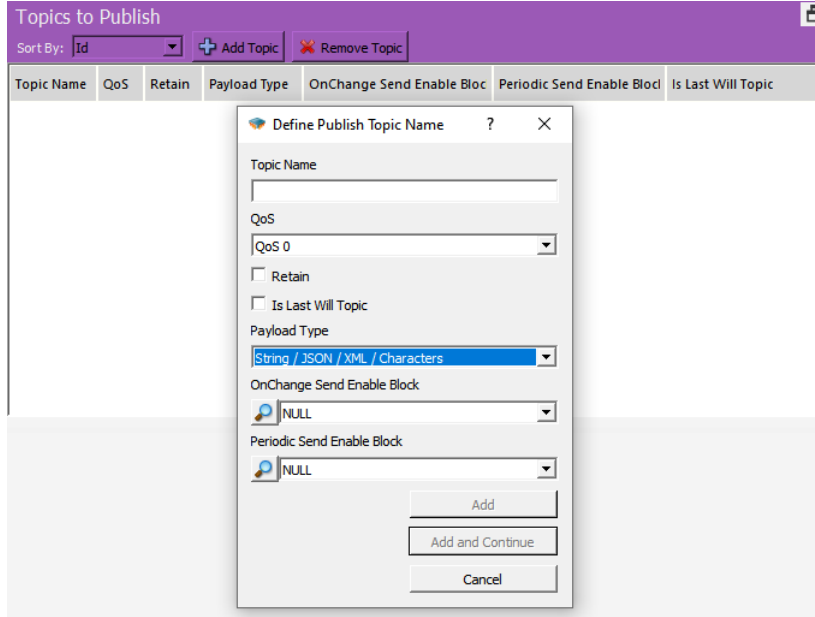 Topics to Publish
Sort By: Id Add Topic Remove Topic
Topic Name QoS Retain Payload Type OnChange Send Enable Bloc Periodic Send Enable Blocl Is Last Will Topic
Define Publish Topic Name ?
Topic Name
QoS
QoS 0
Retain
Is Last Will Topic
Payload Type
String / JSON / XML / Characters
OnChange Send Enable Block
NULL
Periodic Send Enable Block
NULL
Add
Add and Continue
Cancel